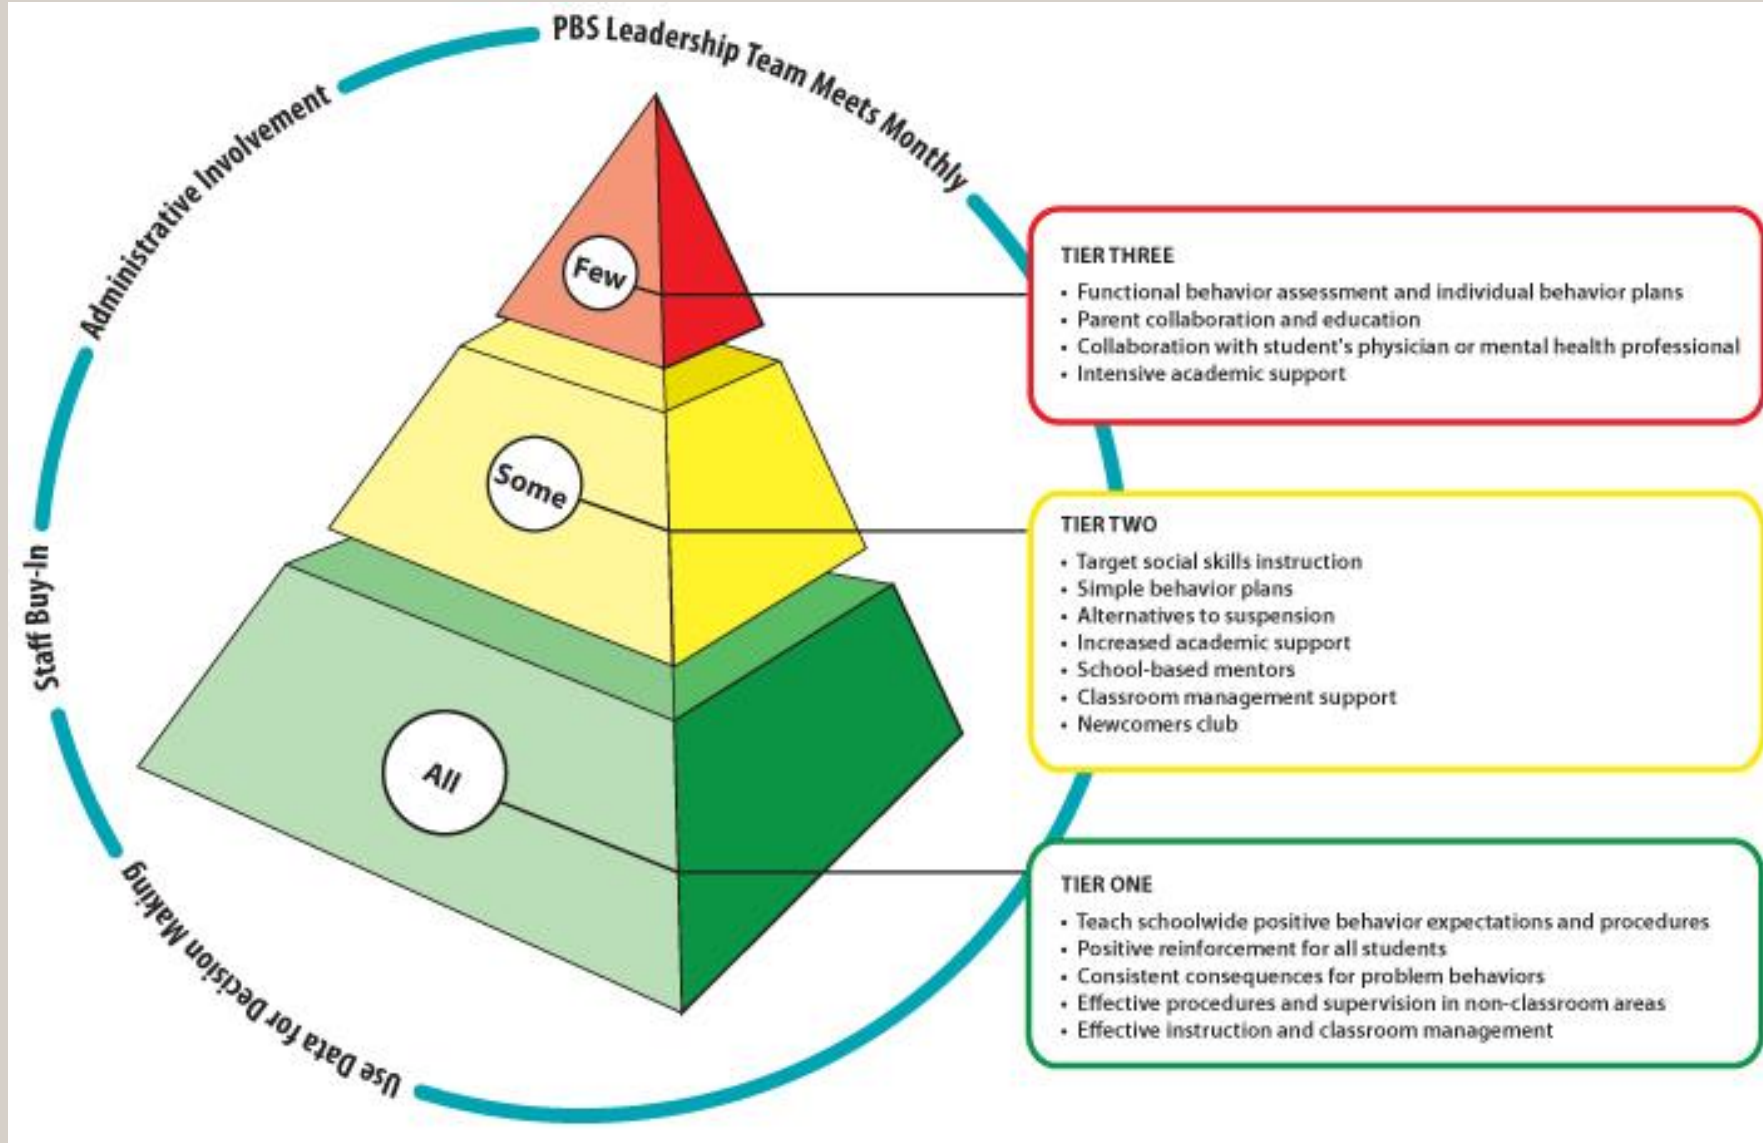 PBS Leadership Team Meets Monthly
Administrative Involvement
Staff Buy-In
Use Data for Decision Making
Few
Some
All
TIER THREE
• Functional behavior assessment and individual behavior plans
• Parent collaboration and education
• Collaboration with student's physician or mental health professional
• Intensive academic support
TIER TWO
• Target social skills instruction
• Simple behavior plans
• Alternatives to suspension
• Increased academic support
• School-based mentors
• Classroom management support
• Newcomers club
TIER ONE
• Teach schoolwide positive behavior expectations and procedures
• Positive reinforcement for all students
• Consistent consequences for problem behaviors
• Effective procedures and supervision in non-classroom areas
• Effective instruction and classroom management